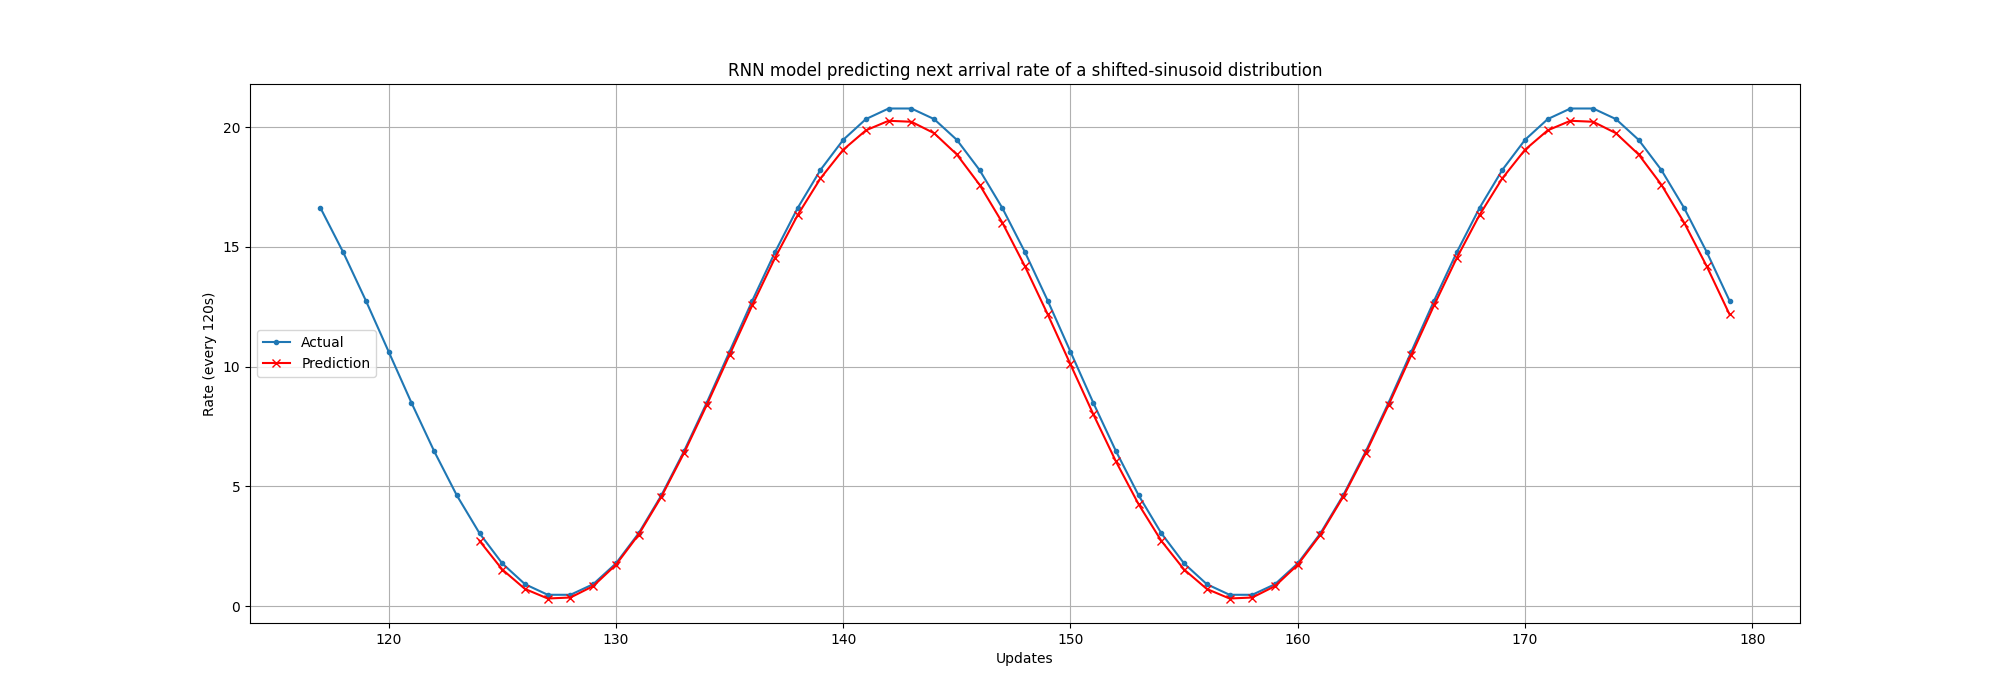 RNN model predicting next arrival rate of a shifted-sinusoid distribution
Rate (every 120s)
20
15
10
5
0
Actual
Prediction
120 130 140 150 160 170 180
Updates